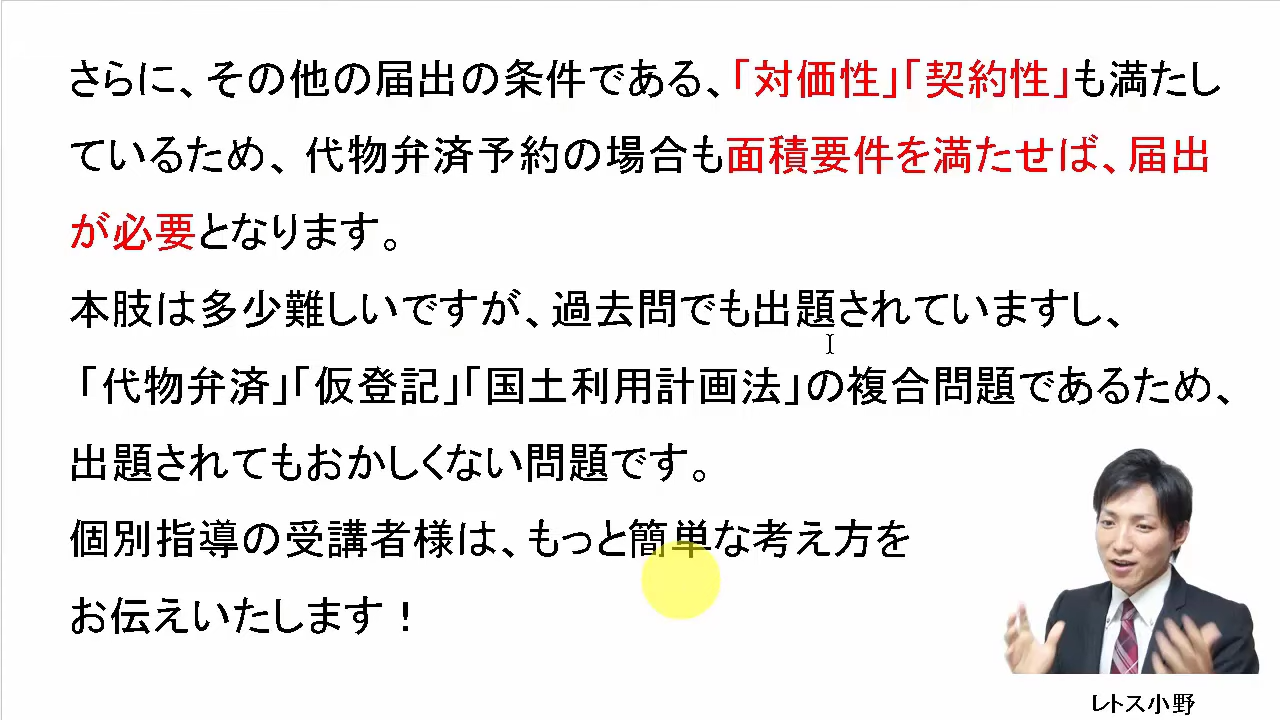 さらに、その他の届出の条件である、「対価性」「契約性」も満たし
ているため、代物弁済予約の場合も面積要件を満たせば、届出
が必要となります。
本肢は多少難しいですが、過去問でも出題されていますし、
「代物弁済」「仮登記」「国土利用計画法」の複合問題であるため、
出題されてもおかしくない問題です。
個別指導の受講者様は、もっと簡単な考え方を
お伝えいたします！
レトス小野